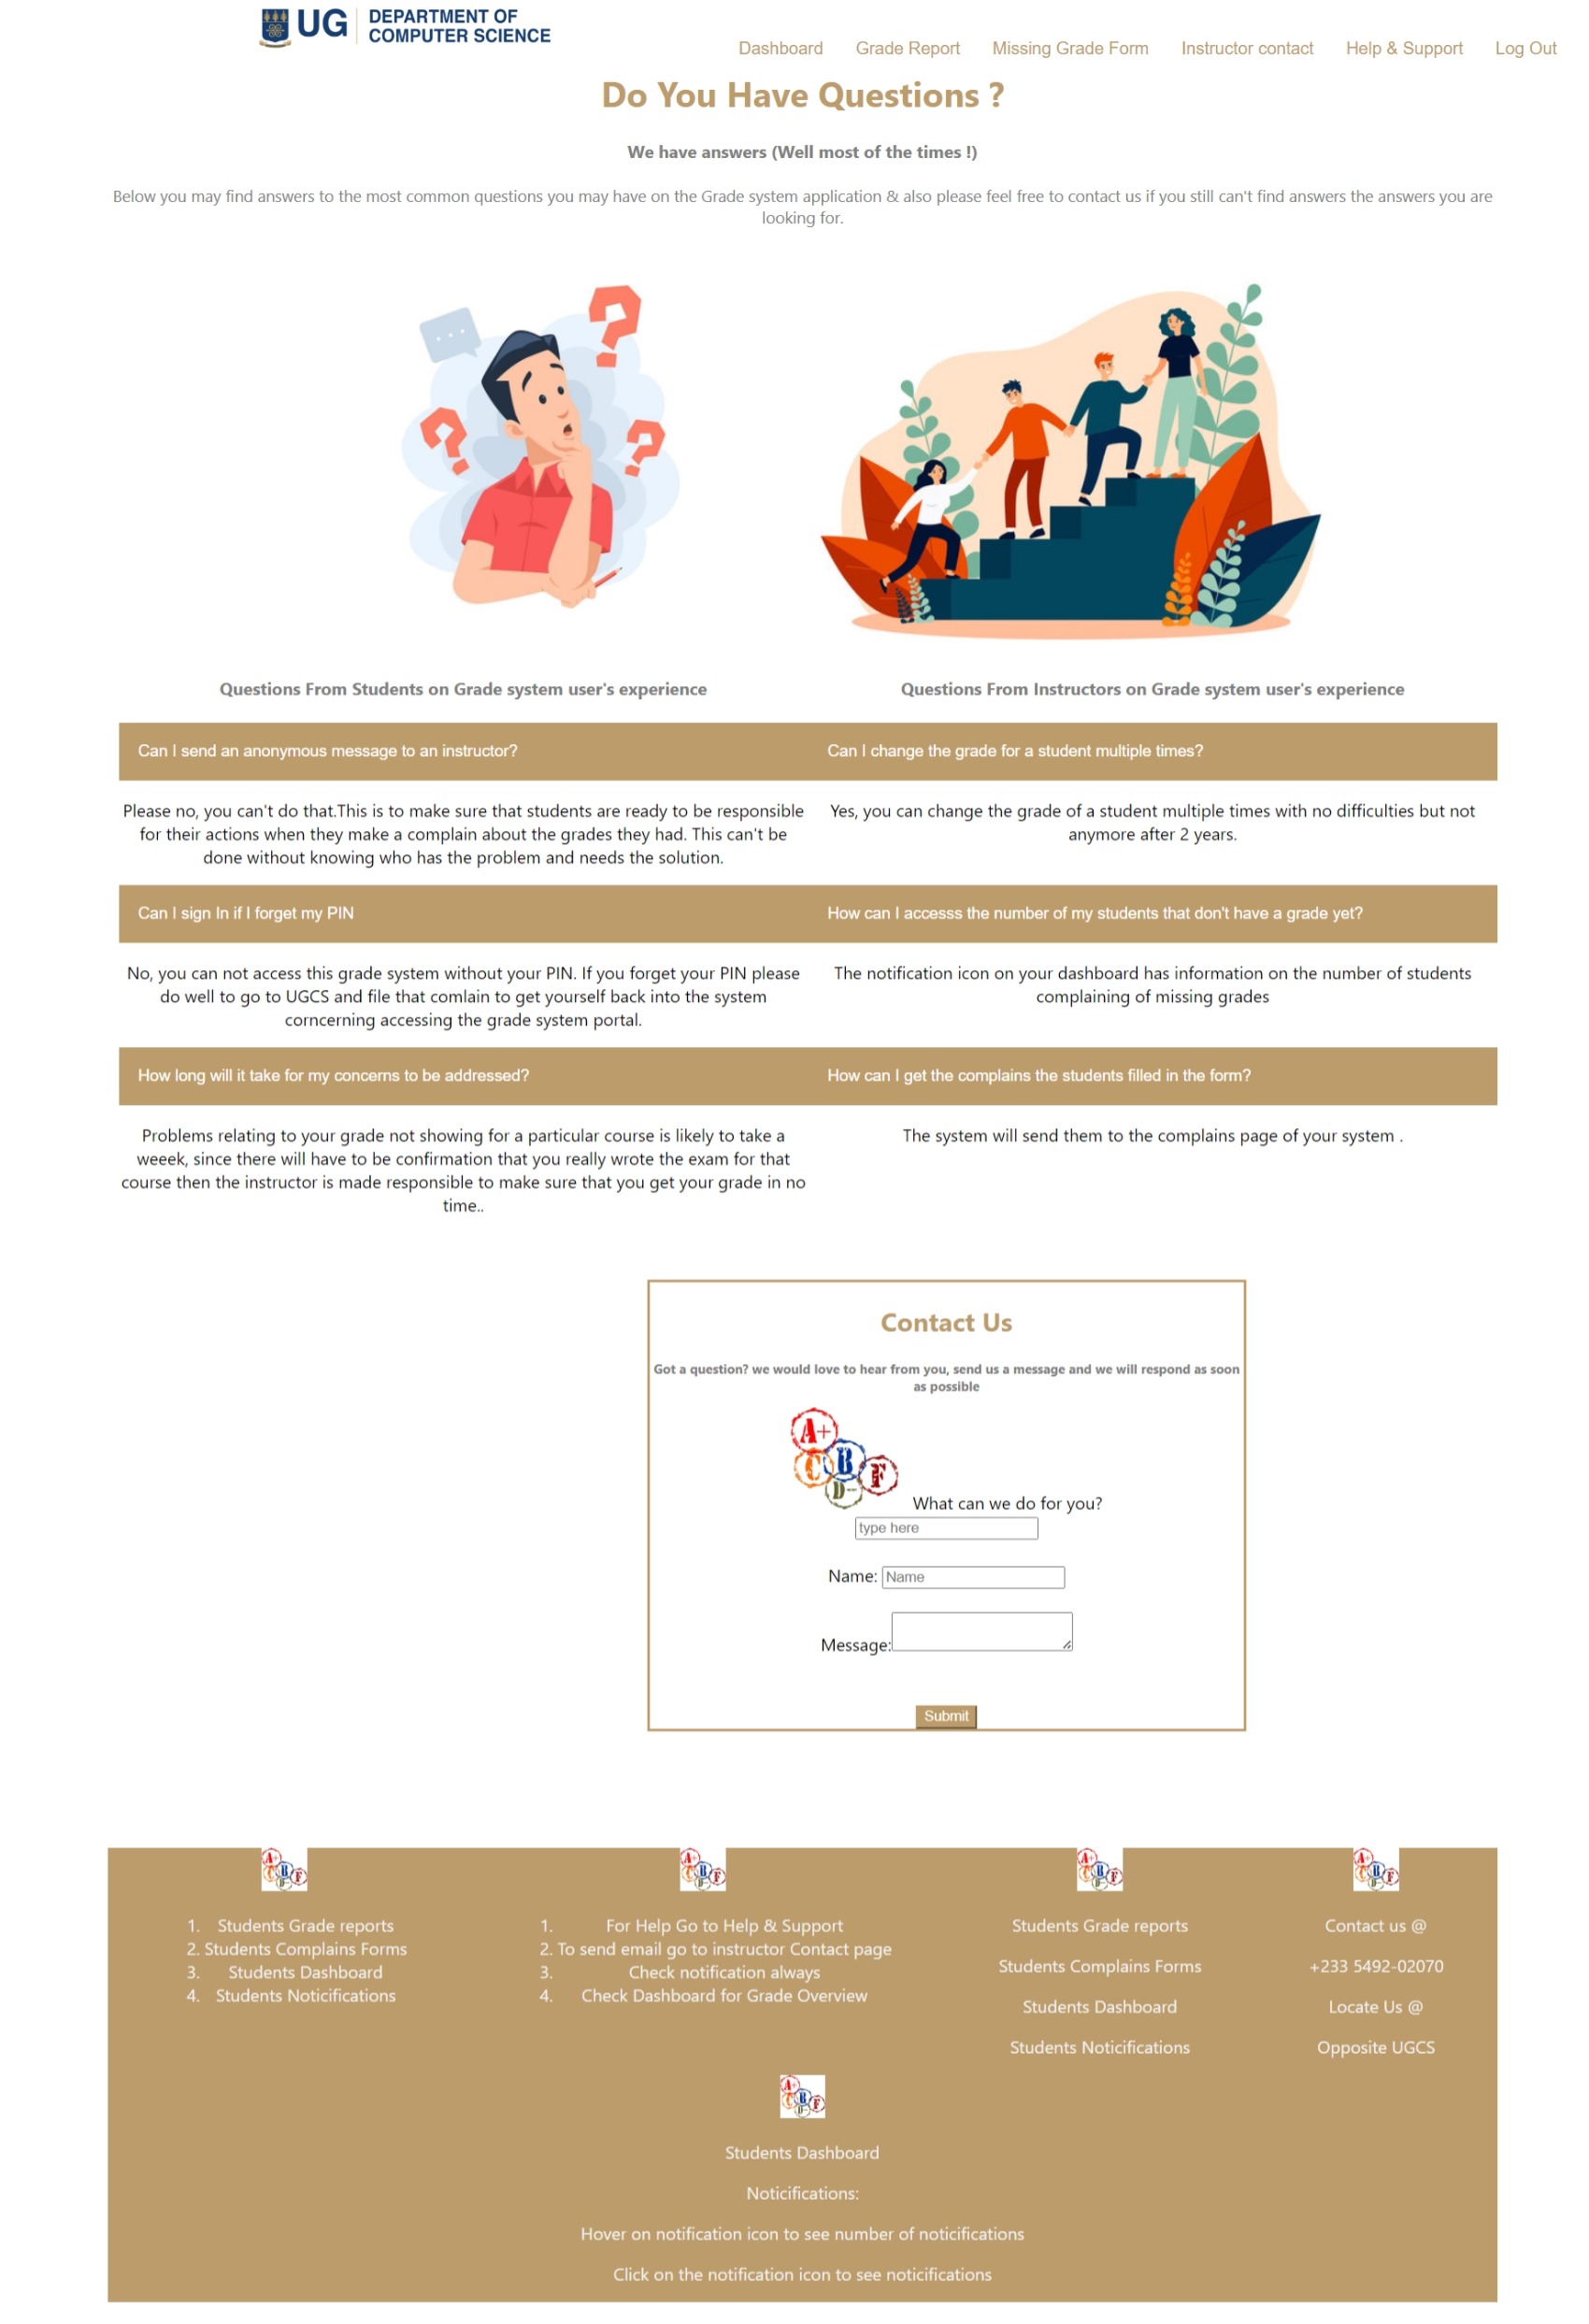 UG DEPARTMENT OF
COMPUTER SCIENCE
Dashboard Grade Report Missing Grade Form Instructor contact Help & Support Log Out
Do You Have Questions ?
We have answers (Well most of the times !)
Below you may find answers to the most common questions you may have on the Grade system application & also please feel free to contact us if you still can't find answers the answers you are
looking for.
Questions From Students on Grade system user's experience
Can I send an anonymous message to an instructor?
Please no, you can't do that.This is to make sure that students are ready to be responsible
for their actions when they make a complain about the grades they had. This can't be
done without knowing who has the problem and needs the solution.
Can I sign In if I forget my PIN
No, you can not access this grade system without your PIN. If you forget your PIN please
do well to go to UGCS and file that comlain to get yourself back into the system
corncerning accessing the grade system portal.
How long will it take for my concerns to be addressed?
Problems relating to your grade not showing for a particular course is likely to take a
weeek, since there will have to be confirmation that you really wrote the exam for that
course then the instructor is made responsible to make sure that you get your grade in no
time..
Questions From Instructors on Grade system user's experience
Can I change the grade for a student multiple times?
Yes, you can change the grade of a student multiple times with no difficulties but not
anymore after 2 years.
How can I accesss the number of my students that don't have a grade yet?
The notification icon on your dashboard has information on the number of students
complaining of missing grades
How can I get the complains the students filled in the form?
The system will send them to the complains page of your system .
Contact Us
Got a question? we would love to hear from you, send us a message and we will respond as soon
as possible
A+
C B F
D-
What can we do for you?
type here
Name: Name
Message:
Submit
A+
C B F
D-
1. Students Grade reports
2. Students Complains Forms
3. Students Dashboard
4. Students Noticifications
A+
C B F
D-
1. For Help Go to Help & Support
2. To send email go to instructor Contact page
3. Check notification always
4. Check Dashboard for Grade Overview
A+
C B F
D-
Students Grade reports
Students Complains Forms
Students Dashboard
Students Noticifications
A+
C B F
D-
Contact us @
+233 5492-02070
Locate Us @
Opposite UGCS
A+
C B F
D-
Students Dashboard
Noticifications:
Hover on notification icon to see number of noticifications
Click on the notification icon to see noticifications